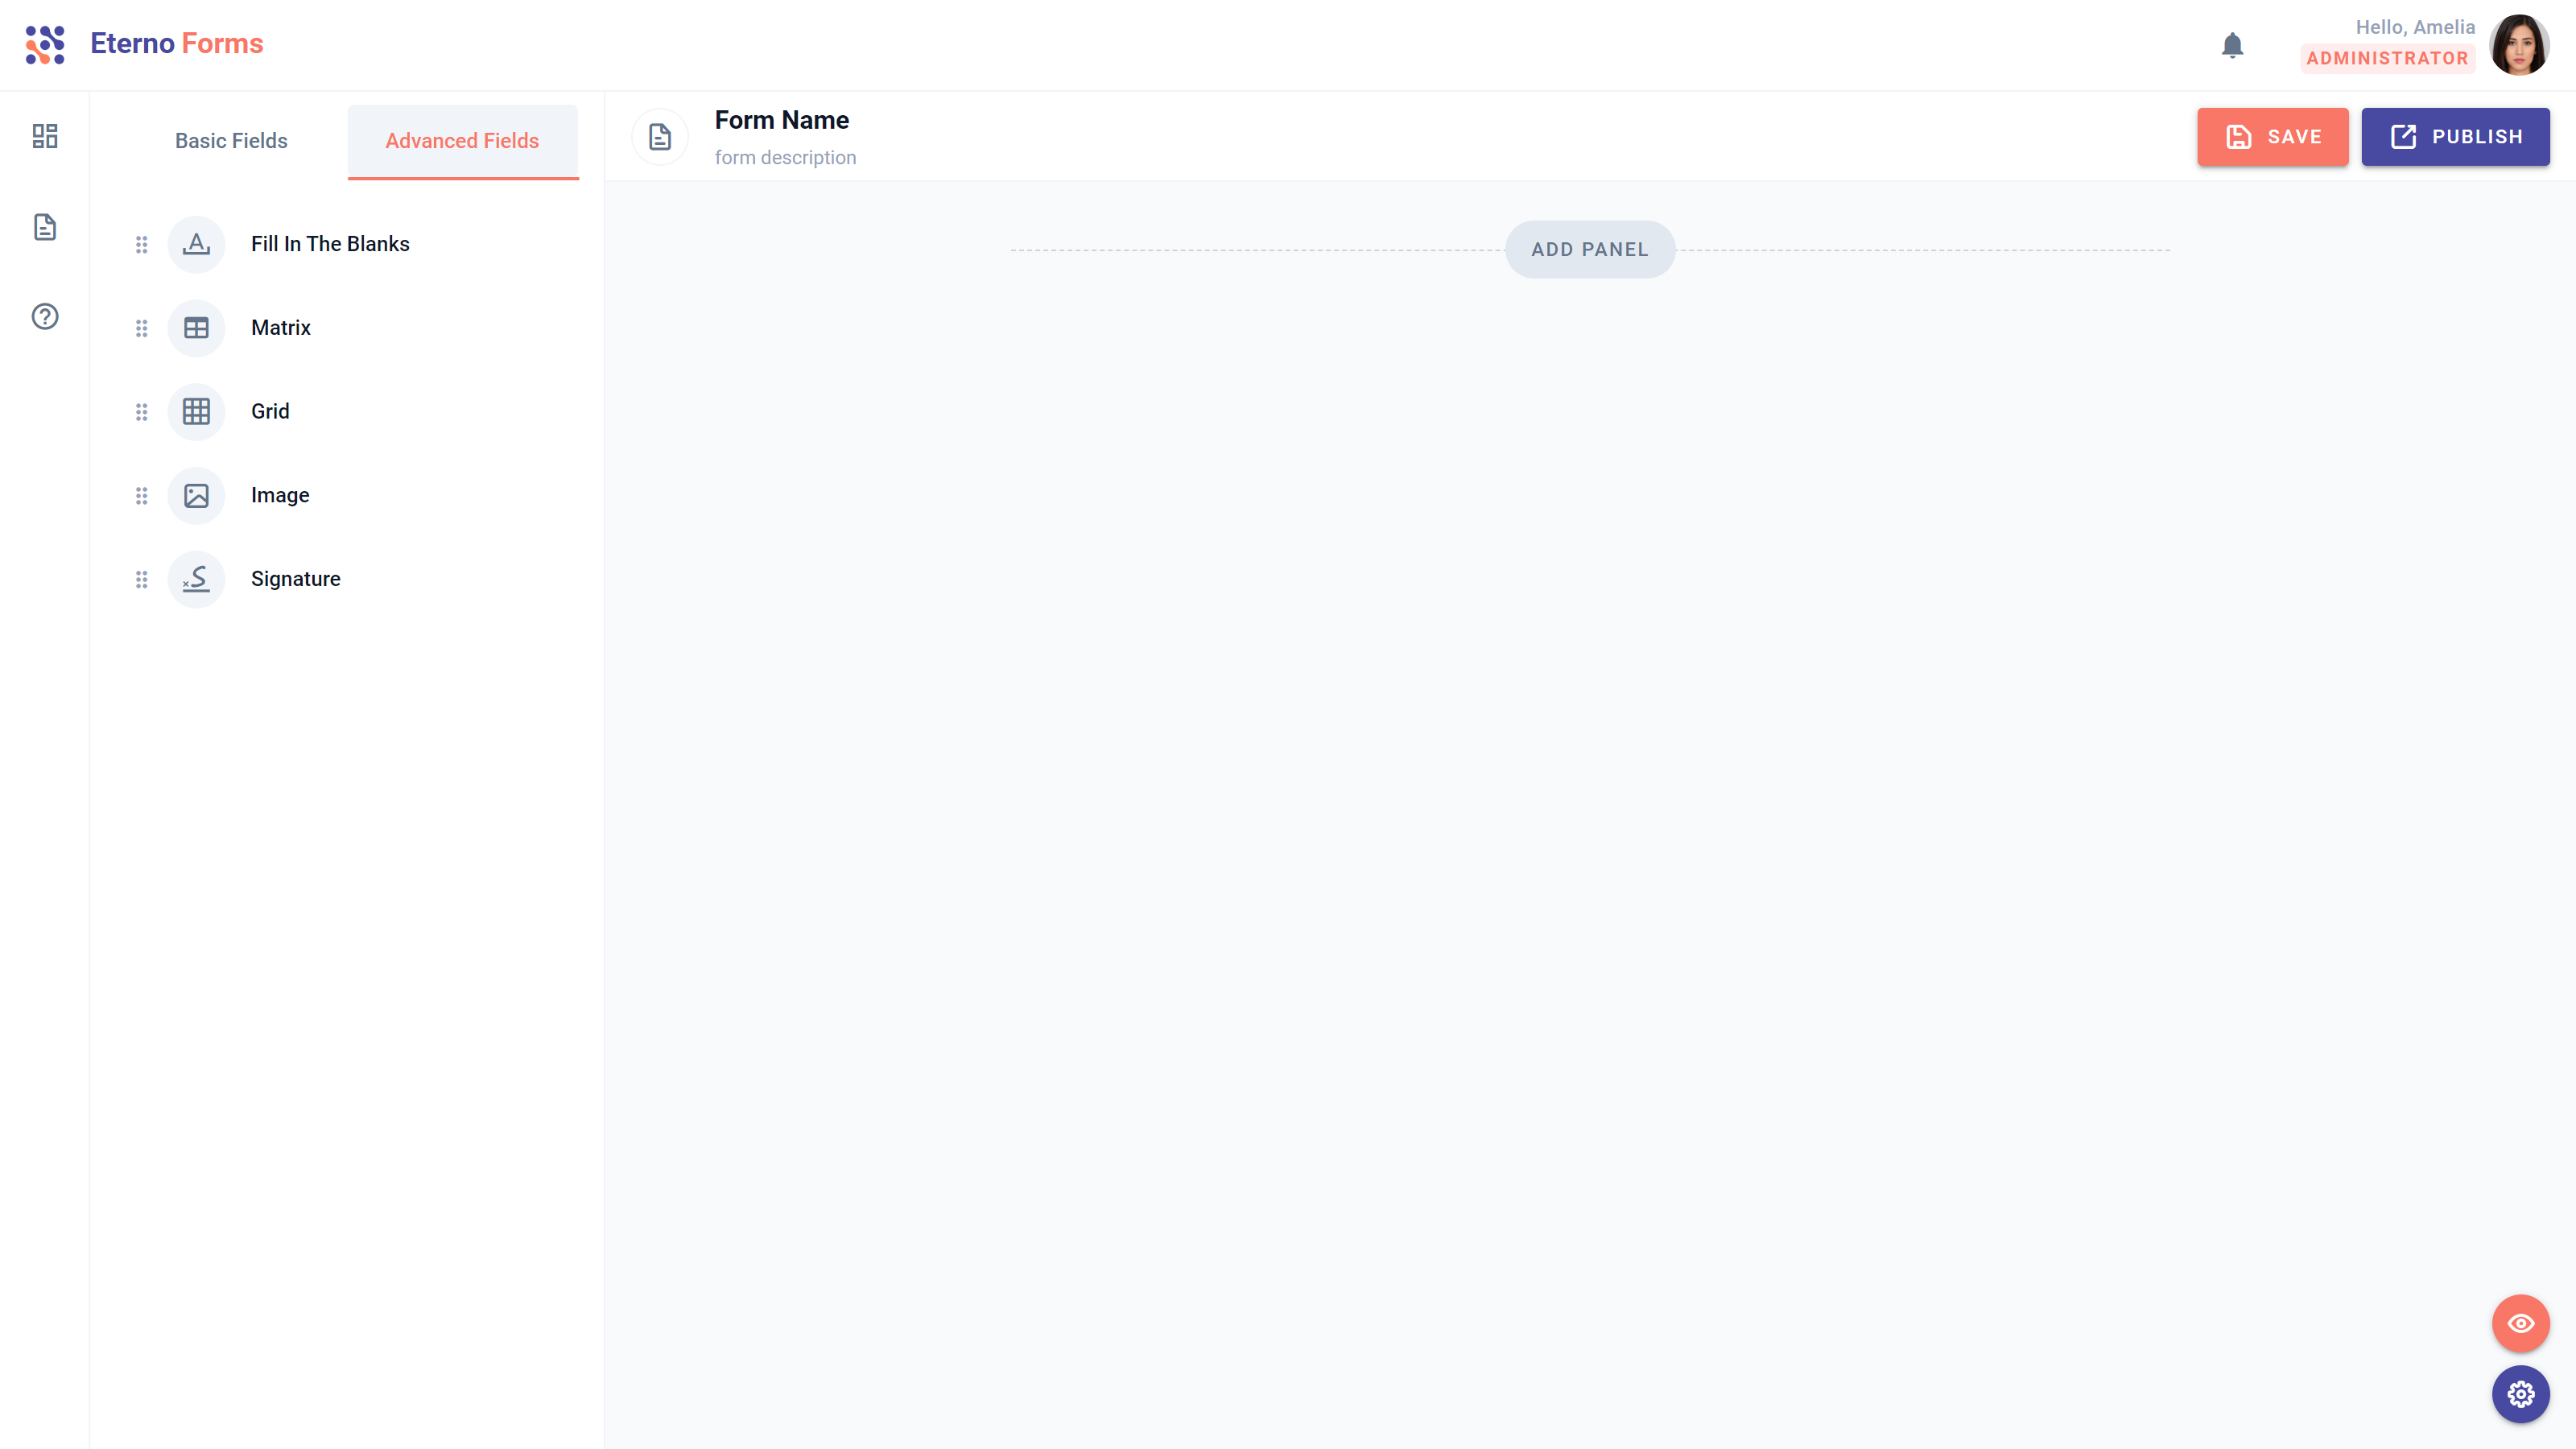 Eterno Forms
Hello, Amelia
ADMINISTRATOR
Basic Fields
Advanced Fields
Form Name
form description
SAVE
PUBLISH
Fill In The Blanks
ADD PANEL
Matrix
Grid
Image
Signature